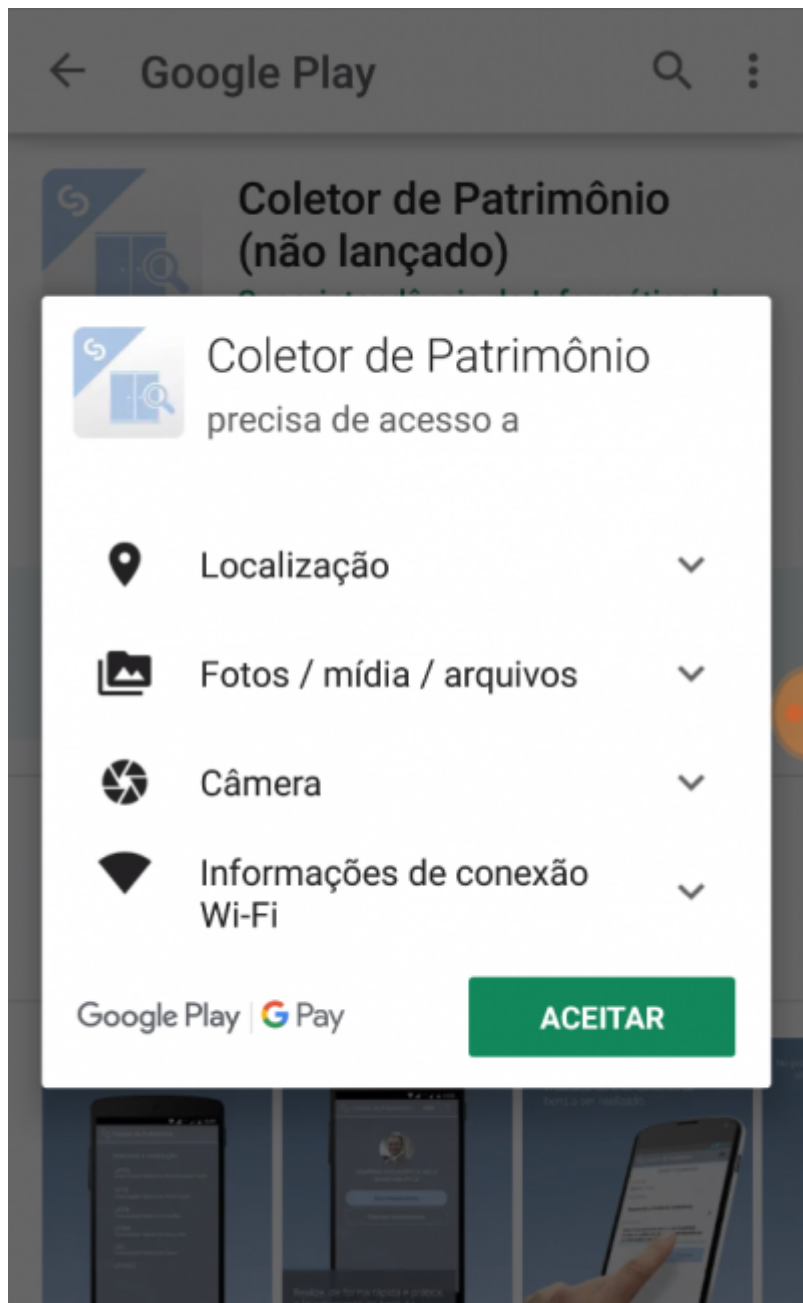 Google Play
Coletor de Patrimônio
(não lançado)
Coletor de Patrimônio
precisa de acesso a
Localização
Fotos / mídia / arquivos
Câmera
Informações de conexão
Wi-Fi
Google Play | G Pay
ACEITAR